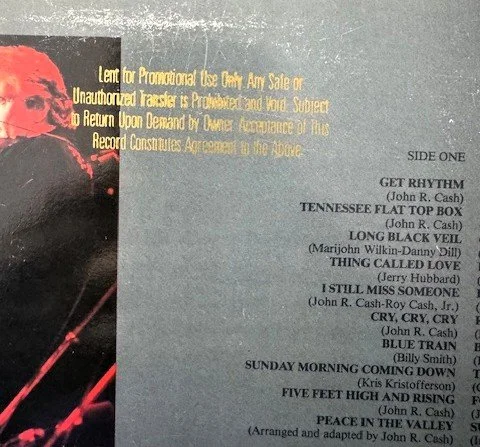 Lent for Promotional Use Only Any Sale or
Unauthorized Transfer is Prohibited and Void. Subject
to Return Upon Demand by Owner Acceptance of This
Record Constitutes Agreement to the Above.
SIDE ONE
GET RHYTHM
(John R. Cash)
TENNESSEE FLAT TOP BOX
(John R. Cash)
LONG BLACK VEIL
(Marijohn Wilkin-Danny Dill)
THING CALLED LOVE
(Jerry Hubbard)
I STILL MISS SOMEONE
(John R. Cash-Roy Cash, Jr.)
CRY, CRY, CRY
(John R. Cash)
BLUE TRAIN
(Billy Smith)
SUNDAY MORNING COMING DOWN
(Kris Kristofferson)
FIVE FEET HIGH AND RISING
(John R. Cash)
PEACE IN THE VALLEY
(Arranged and adapted by John R. Cash)